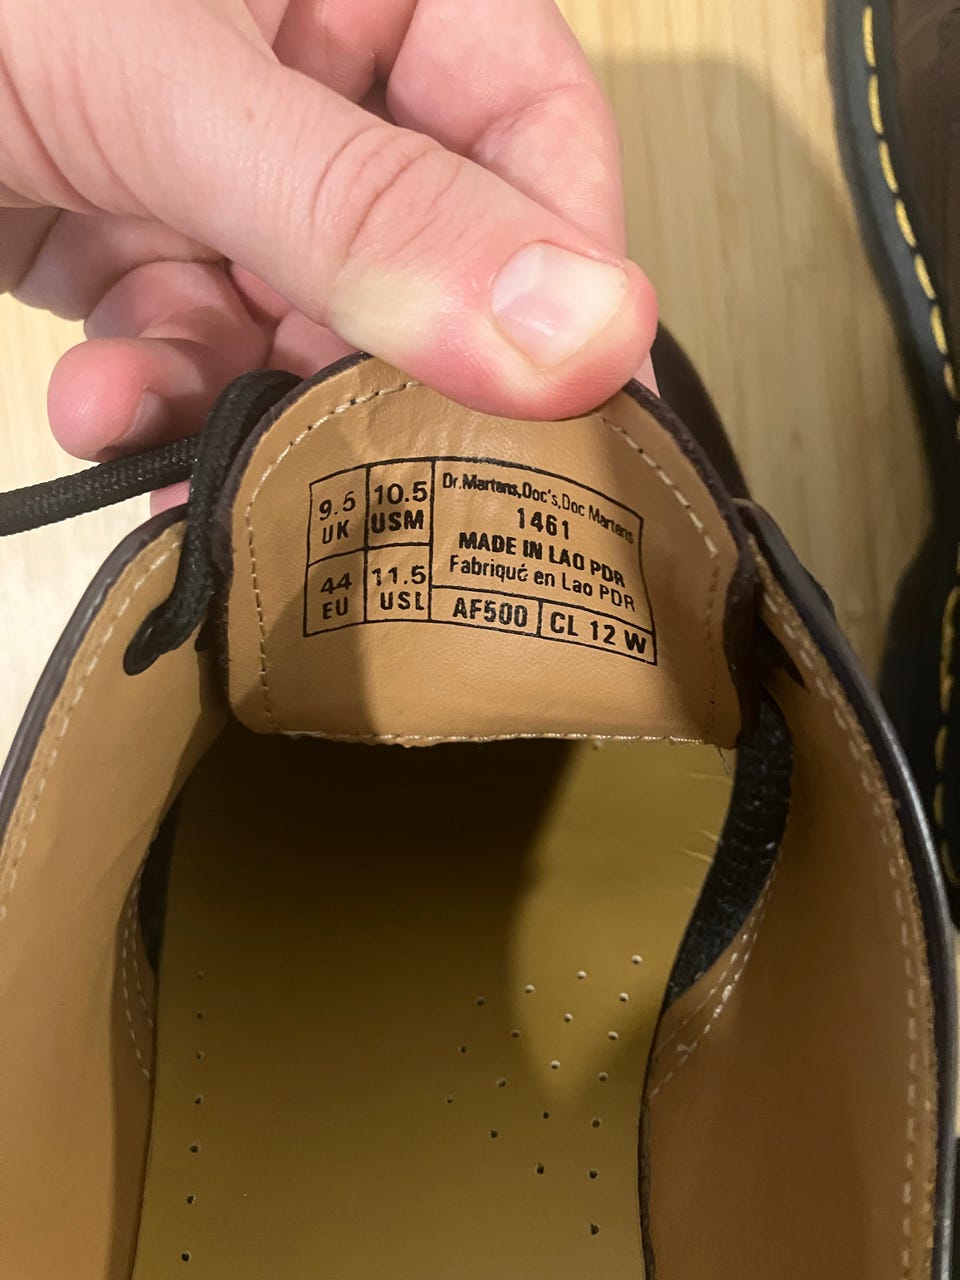 9.5
UK
10.5
USM
44
EU
11.5
USL
Dr.Martens,Doc's,Doc Martens
1461
MADE IN LAO PDR
Fabriqué en Lao PDR
AF500
CL 12 W